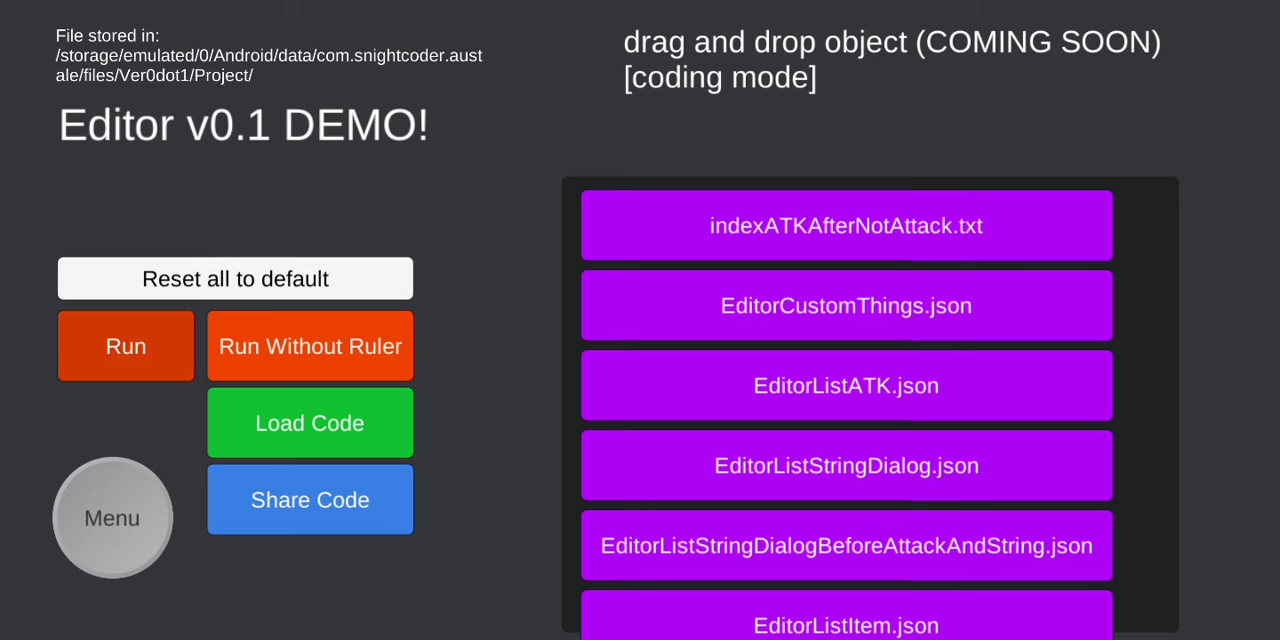 File stored in:
/storage/emulated/0/Android/data/com.snightcoder.aust
ale/files/Ver0dot1/Project/
Editor v0.1 DEMO!
drag and drop object (COMING SOON)
[coding mode]
Reset all to default
Run
Run Without Ruler
Load Code
Share Code
Menu
indexATKAfterNotAttack.txt
EditorCustomThings.json
EditorListATK.json
EditorListStringDialog.json
EditorListStringDialogBeforeAttackAndString.json
EditorListItem.json